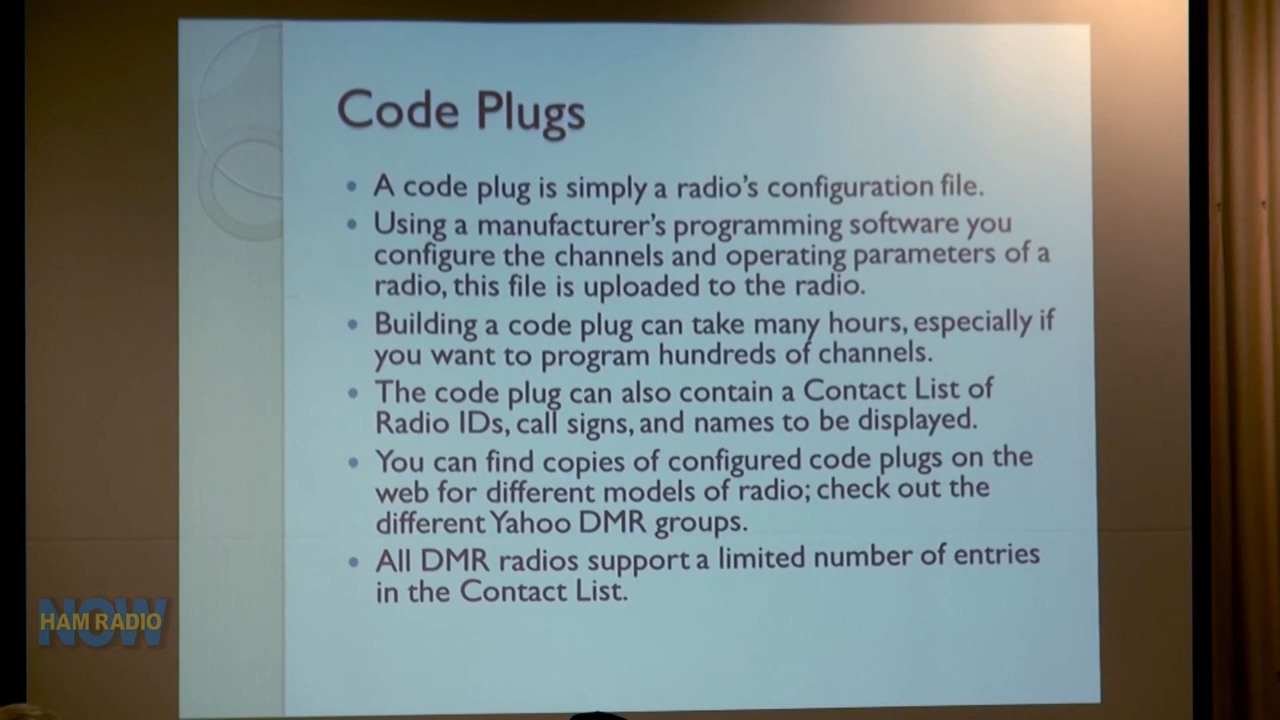 Code Plugs
• A code plug is simply a radio's configuration file.
• Using a manufacturer's programming software you
configure the channels and operating parameters of a
radio, this file is uploaded to the radio.
• Building a code plug can take many hours, especially if
you want to program hundreds of channels.
• The code plug can also contain a Contact List of
Radio IDs, call signs, and names to be displayed.
• You can find copies of configured code plugs on the
web for different models of radio; check out the
different Yahoo DMR groups.
• All DMR radios support a limited number of entries
in the Contact List.
HAM RADIO
NOW